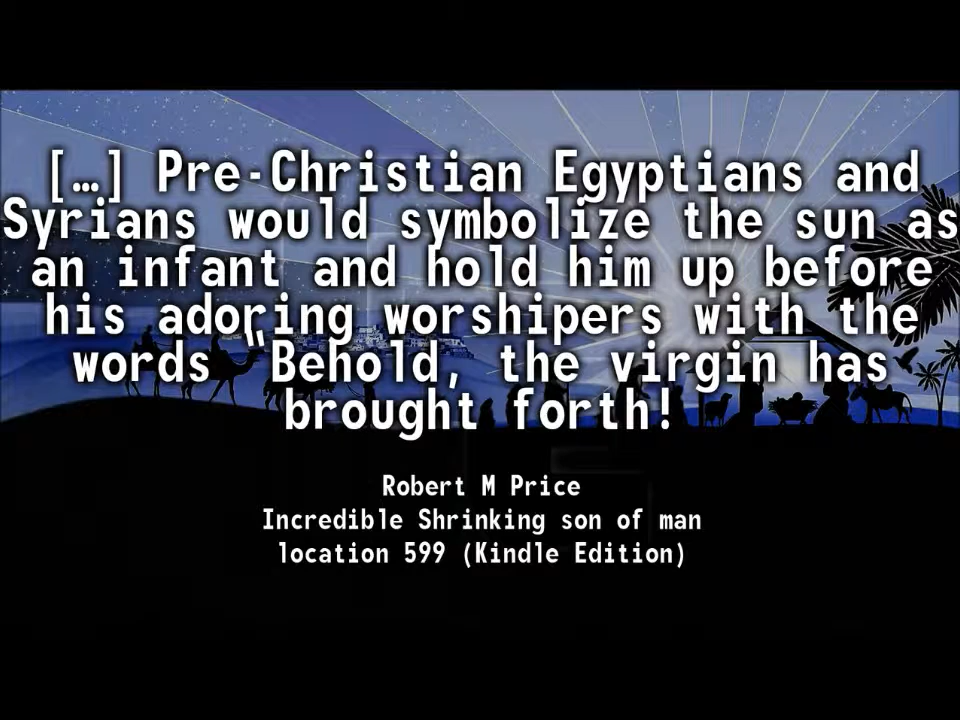 […] Pre-Christian Egyptians and
Syrians would symbolize the sun as
an infant and hold him up before
his adoring worshipers with the
words “Behold, the virgin has
brought forth!
Robert M Price
Incredible Shrinking son of man
location 599 (Kindle Edition)